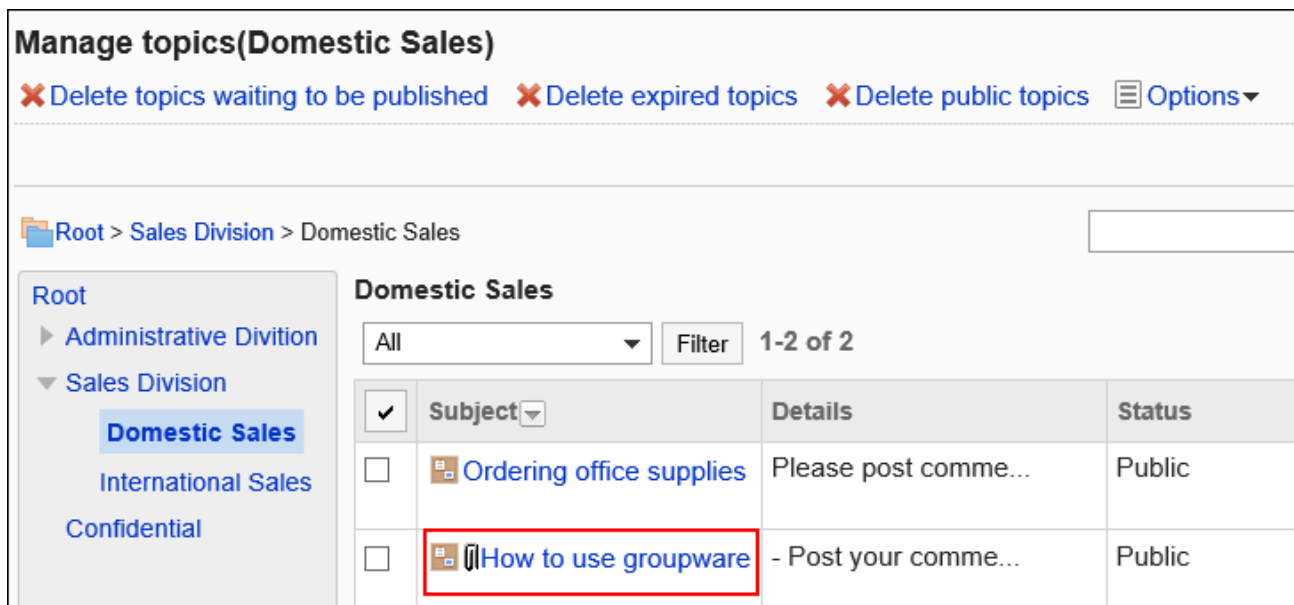 Manage topics(Domestic Sales)
Delete topics waiting to be published Delete expired topics Delete public topics Options
Root > Sales Division > Domestic Sales
Root
Administrative Divition
Sales Division
Domestic Sales
International Sales
Confidential
Domestic Sales
All Filter 1-2 of 2
Subject Details Status
Ordering office supplies Please post comme... Public
How to use groupware - Post your comme... Public